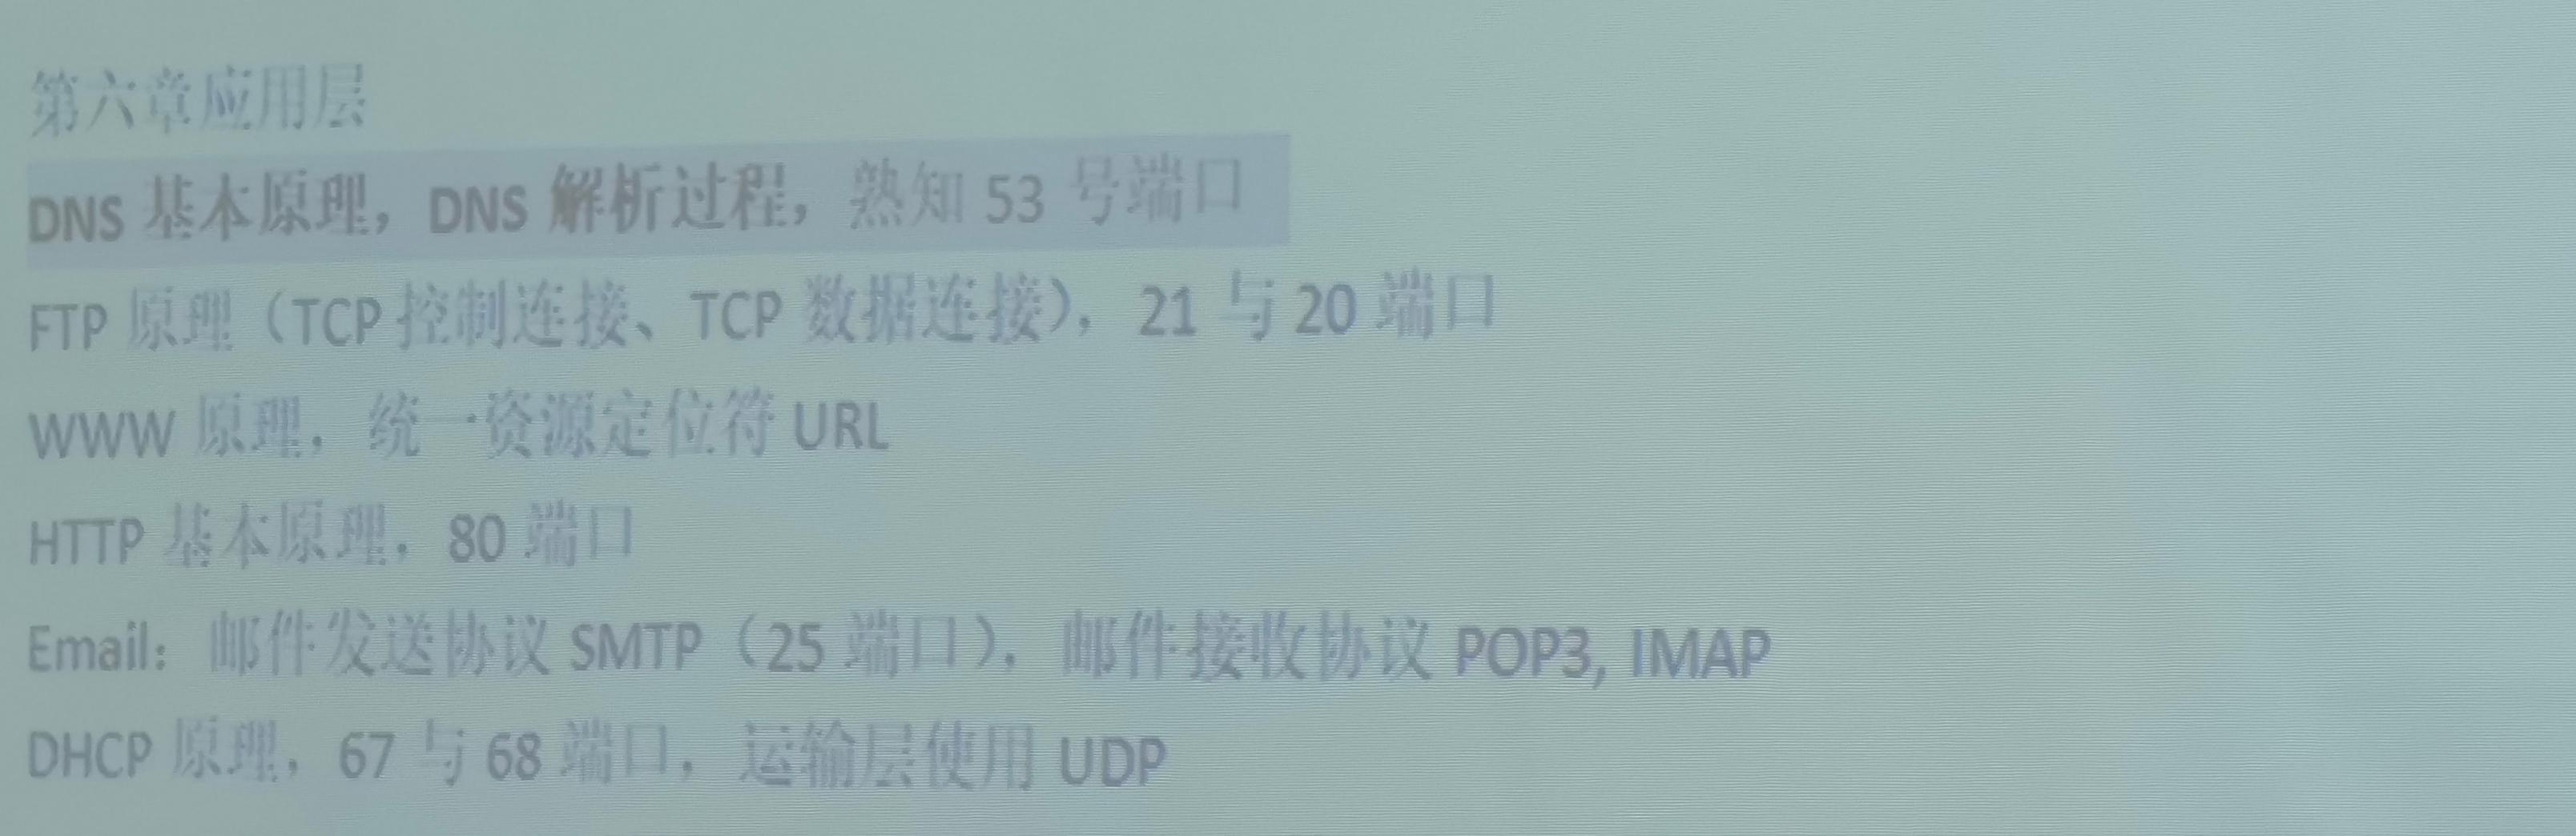 第六章应用层
DNS 基本原理，DNS 解析过程，熟知 53 号端口
FTP 原理（TCP 控制连接、TCP 数据连接），21 与 20 端口
WWW 原理，统一资源定位符 URL
HTTP 基本原理，80 端口
Email：邮件发送协议 SMTP（25 端口），邮件接收协议 POP3, IMAP
DHCP 原理，67 与 68 端口，运输层使用 UDP